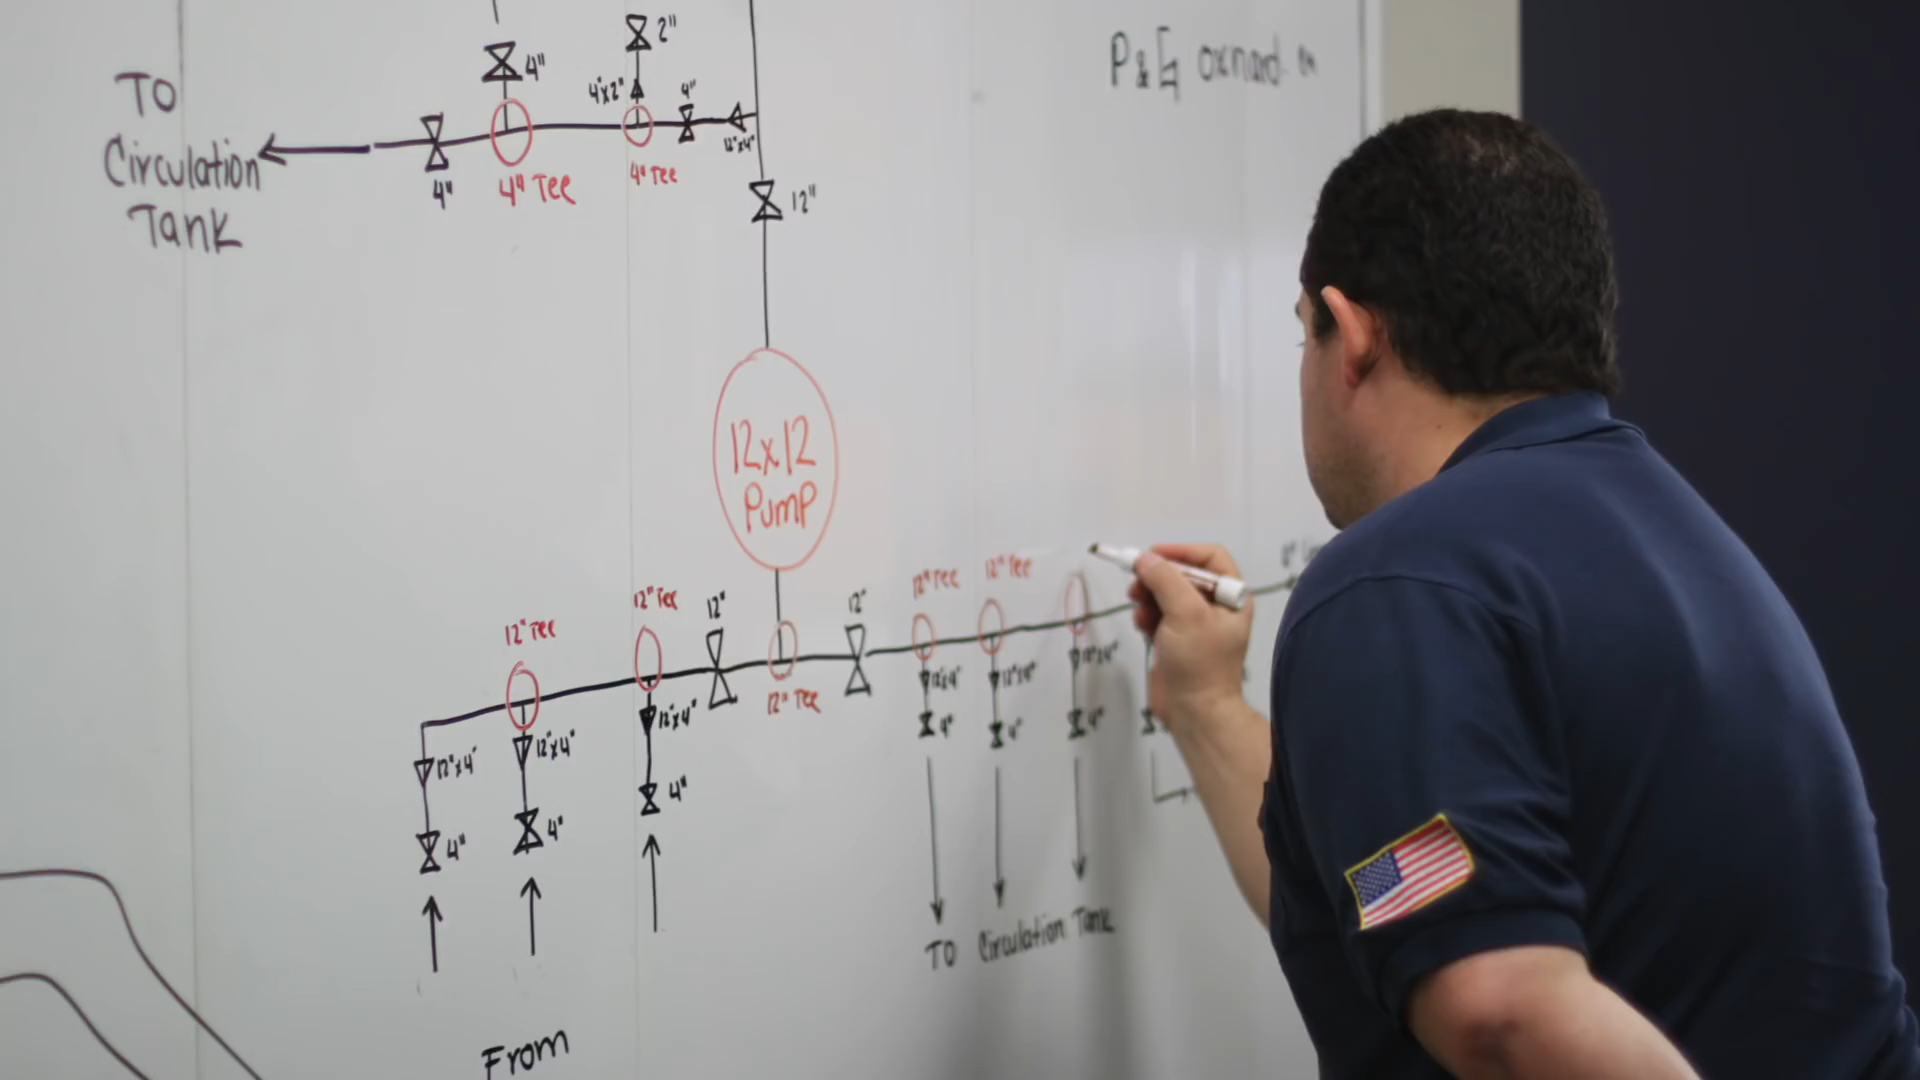 P&E oxnard
2"
4"
4"x2"
4"
12"x4"
TO
Circulation
Tank
4"
4" Tee
4" Tee
12"
12x12
Pump
12" Tee
12" Tee
12"
12"
12" Tee
12" Tee
12" Tee
12"x4"
12"x4"
12"x4"
12"x4"
12"x4"
12"x4"
4"
4"
4"
4"
4"
4"
TO Circulation Tank
From